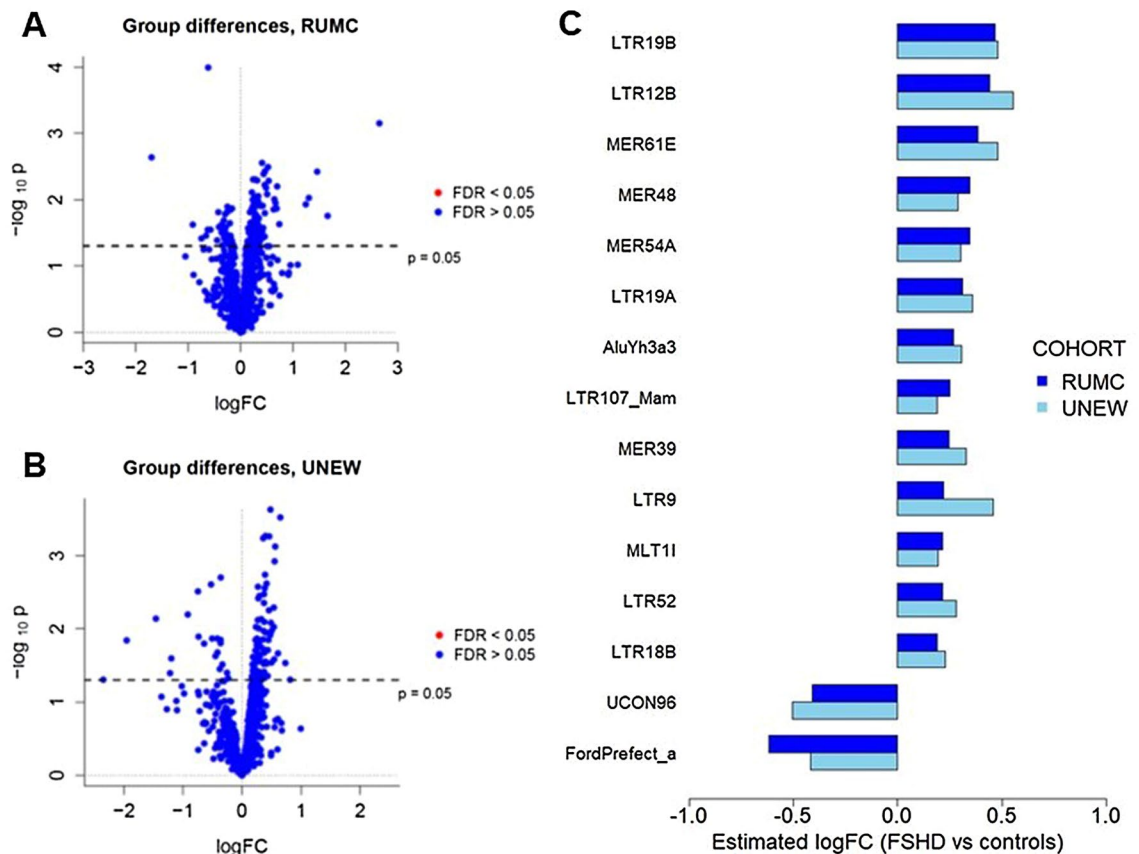 A
Group differences, RUMC
−log 10 p
4
3
2
1
0
−3 −2 −1 0 1 2 3
logFC
FDR < 0.05
FDR > 0.05
p = 0.05
B
Group differences, UNEW
−log 10 p
3
2
1
0
−2 −1 0 1 2
logFC
FDR < 0.05
FDR > 0.05
p = 0.05
C
LTR19B
LTR12B
MER61E
MER48
MER54A
LTR19A
AluYh3a3
LTR107_Mam
MER39
LTR9
MLT1I
LTR52
LTR18B
UCON96
FordPrefect_a
COHORT
RUMC
UNEW
-1.0 -0.5 0.0 0.5 1.0
Estimated logFC (FSHD vs controls)